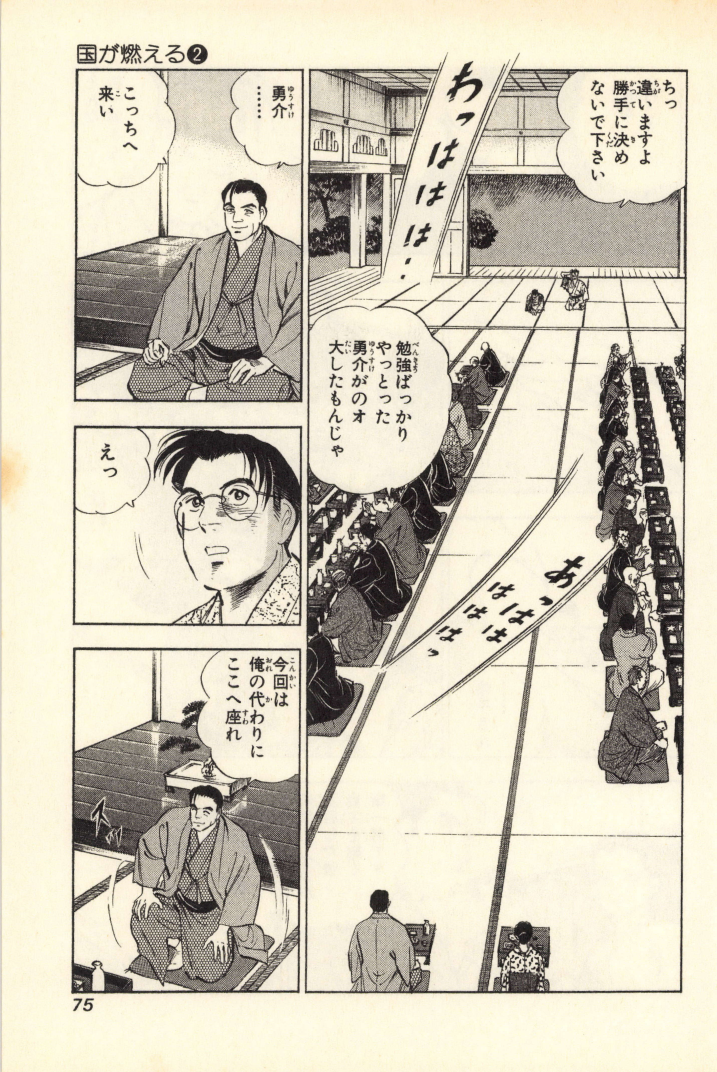 国が燃える❷
ちっ
違いますよ
勝手に決め
ないで下さい
わっはははは!!
勉強ばっかり
やっとった
勇介がのオ
大したもんじゃ
あっはは
はははっ
勇介
……
こっちへ
来い
えっ
今回は
俺の代わりに
ここへ座れ
75